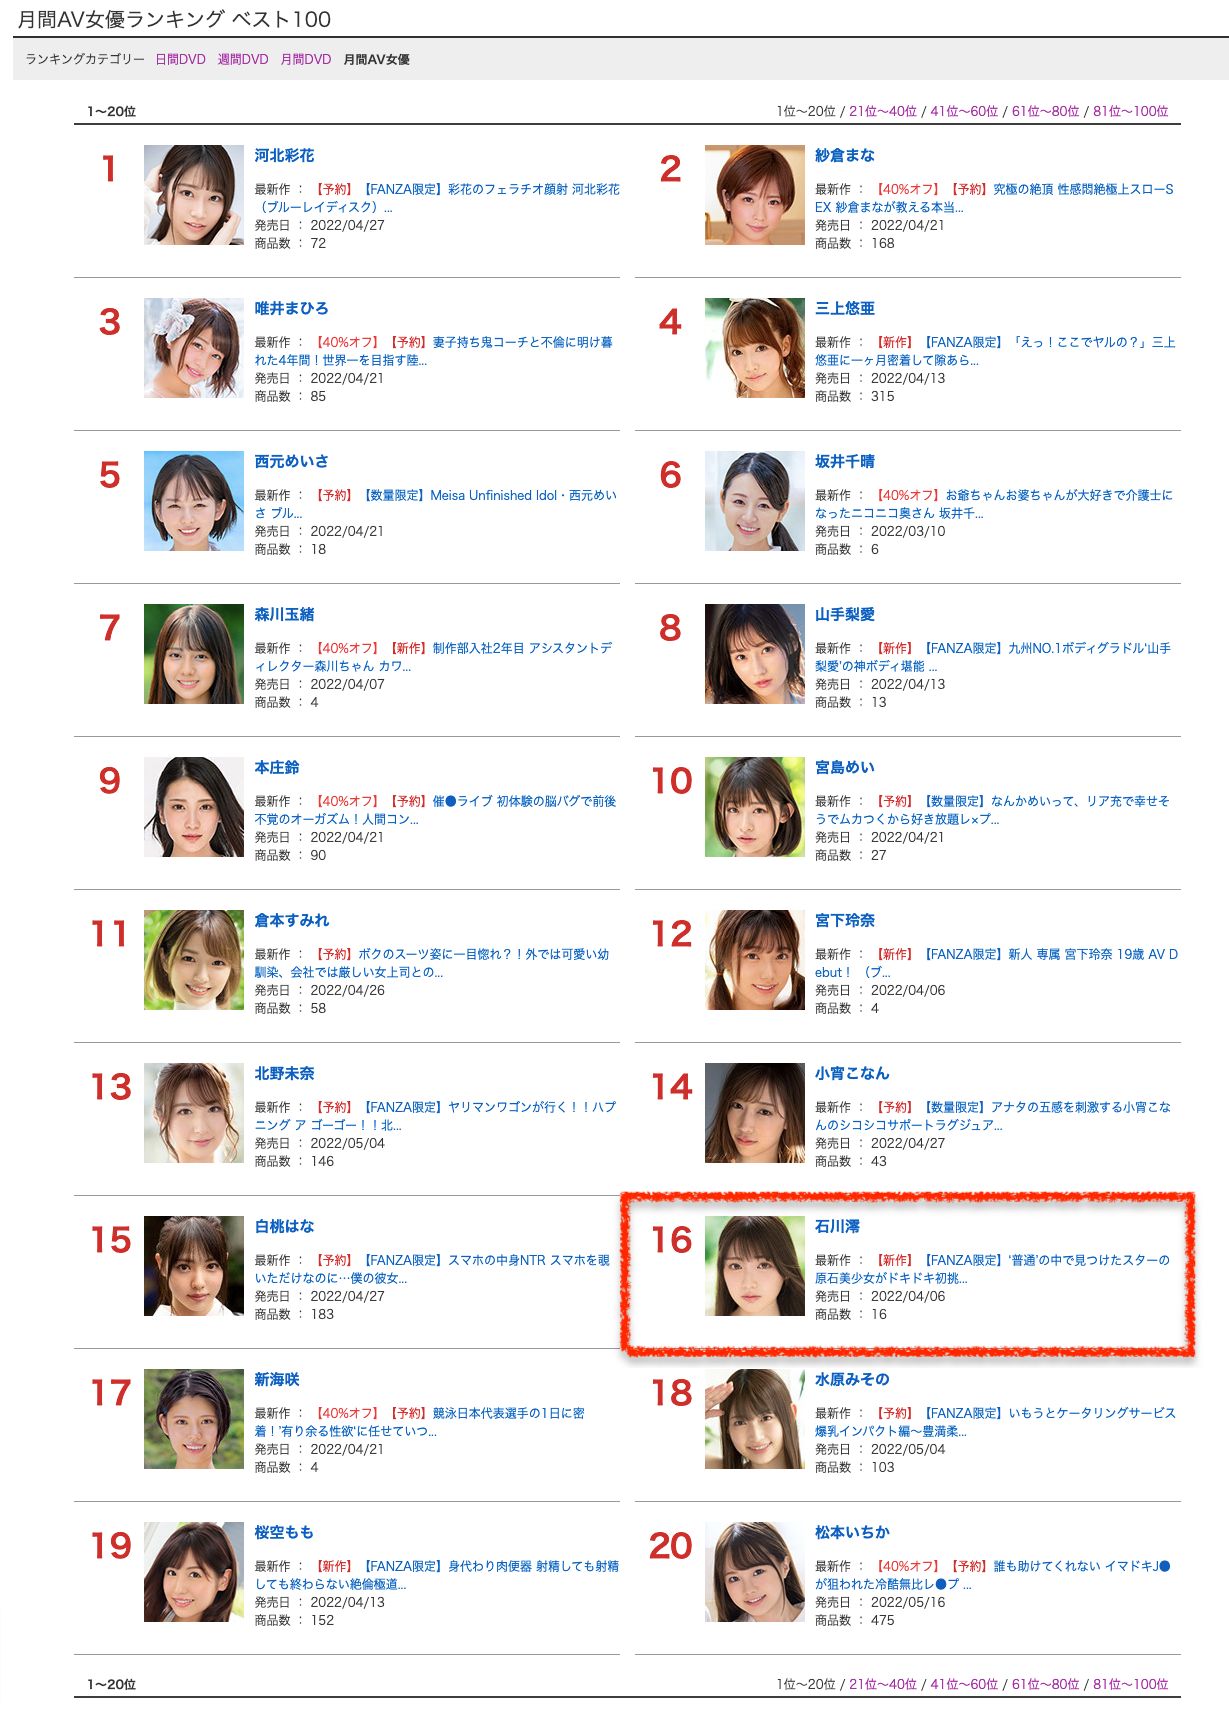 月間AV女優ランキング ベスト100
ランキングカテゴリー 日間DVD 週間DVD 月間DVD 月間AV女優
1〜20位 1位〜20位 / 21位〜40位 / 41位〜60位 / 61位〜80位 / 81位〜100位
1 河北彩花
最新作 ： 【予約】【FANZA限定】彩花のフェラチオ顔射 河北彩花
（ブルーレイディスク）...
発売日 ： 2022/04/27
商品数 ： 72
2 紗倉まな
最新作 ： 【40%オフ】【予約】究極の絶頂 性感悶絶極上スローS
EX 紗倉まなが教える本当...
発売日 ： 2022/04/21
商品数 ： 168
3 唯井まひろ
最新作 ： 【40%オフ】【予約】妻子持ち鬼コーチと不倫に明け暮
れた4年間！世界一を目指す陸...
発売日 ： 2022/04/21
商品数 ： 85
4 三上悠亜
最新作 ： 【新作】【FANZA限定】「えっ！ここでヤルの？」三上
悠亜に一ヶ月密着して隙あら...
発売日 ： 2022/04/13
商品数 ： 315
5 西元めいさ
最新作 ： 【予約】【数量限定】Meisa Unfinished Idol・西元めい
さ ブル...
発売日 ： 2022/04/21
商品数 ： 18
6 坂井千晴
最新作 ： 【40%オフ】お爺ちゃんお婆ちゃんが大好きで介護士に
なったニコニコ奥さん 坂井千...
発売日 ： 2022/03/10
商品数 ： 6
7 森川玉緒
最新作 ： 【40%オフ】【新作】制作部入社2年目 アシスタントデ
ィレクター森川ちゃん カワ...
発売日 ： 2022/04/07
商品数 ： 4
8 山手梨愛
最新作 ： 【新作】【FANZA限定】九州NO.1ボディグラドル'山手
梨愛'の神ボディ堪能 ...
発売日 ： 2022/04/13
商品数 ： 13
9 本庄鈴
最新作 ： 【40%オフ】【予約】催●ライブ 初体験の脳バグで前後
不覚のオーガズム！人間コン...
発売日 ： 2022/04/21
商品数 ： 90
10 宮島めい
最新作 ： 【予約】【数量限定】なんかめいって、リア充で幸せそ
うでムカつくから好き放題レ×プ...
発売日 ： 2022/04/21
商品数 ： 27
11 倉本すみれ
最新作 ： 【予約】ボクのスーツ姿に一目惚れ？！外では可愛い幼
馴染、会社では厳しい女上司との...
発売日 ： 2022/04/26
商品数 ： 58
12 宮下玲奈
最新作 ： 【新作】【FANZA限定】新人 専属 宮下玲奈 19歳 AV D
ebut！ （ブ...
発売日 ： 2022/04/06
商品数 ： 4
13 北野未奈
最新作 ： 【予約】【FANZA限定】ヤリマンワゴンが行く！！ハプ
ニング ア ゴーゴー！！北...
発売日 ： 2022/05/04
商品数 ： 146
14 小宵こなん
最新作 ： 【予約】【数量限定】アナタの五感を刺激する小宵こな
んのシコシコサポートラグジュア...
発売日 ： 2022/04/27
商品数 ： 43
15 白桃はな
最新作 ： 【予約】【FANZA限定】スマホの中身NTR スマホを覗
いただけなのに…僕の彼女...
発売日 ： 2022/04/27
商品数 ： 183
16 石川澪
最新作 ： 【新作】【FANZA限定】'普通'の中で見つけたスターの
原石美少女がドキドキ初挑...
発売日 ： 2022/04/06
商品数 ： 16
17 新海咲
最新作 ： 【40%オフ】【予約】競泳日本代表選手の1日に密
着！'有り余る性欲'に任せていつ...
発売日 ： 2022/04/21
商品数 ： 4
18 水原みその
最新作 ： 【予約】【FANZA限定】いもうとケータリングサービス
爆乳インパクト編〜豊満柔...
発売日 ： 2022/05/04
商品数 ： 103
19 桜空もも
最新作 ： 【新作】【FANZA限定】身代わり肉便器 射精しても射精
しても終わらない絶倫極道...
発売日 ： 2022/04/13
商品数 ： 152
20 松本いちか
最新作 ： 【40%オフ】【予約】誰も助けてくれない イマドキJ●
が狙われた冷酷無比レ●プ ...
発売日 ： 2022/05/16
商品数 ： 475
1〜20位 1位〜20位 / 21位〜40位 / 41位〜60位 / 61位〜80位 / 81位〜100位